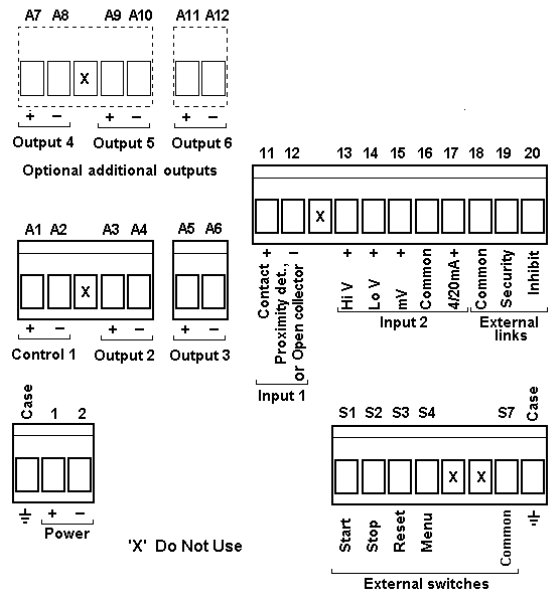 A7 A8 A9 A10 A11 A12
X
+ − + − + −
Output 4 Output 5 Output 6
Optional additional outputs
11 12 13 14 15 16 17 18 19 20
X
Contact +
Proximity det.,
or Open collector −
Input 1
Hi V +
Lo V +
mV +
Common
4/20mA +
Input 2
Common
Security
Inhibit
External
links
A1 A2 A3 A4 A5 A6
X
+ − + − + −
Control 1 Output 2 Output 3
Case 1 2
+ −
Power
'X' Do Not Use
S1 S2 S3 S4 S7 Case
X X
Start
Stop
Reset
Menu
Common
External switches